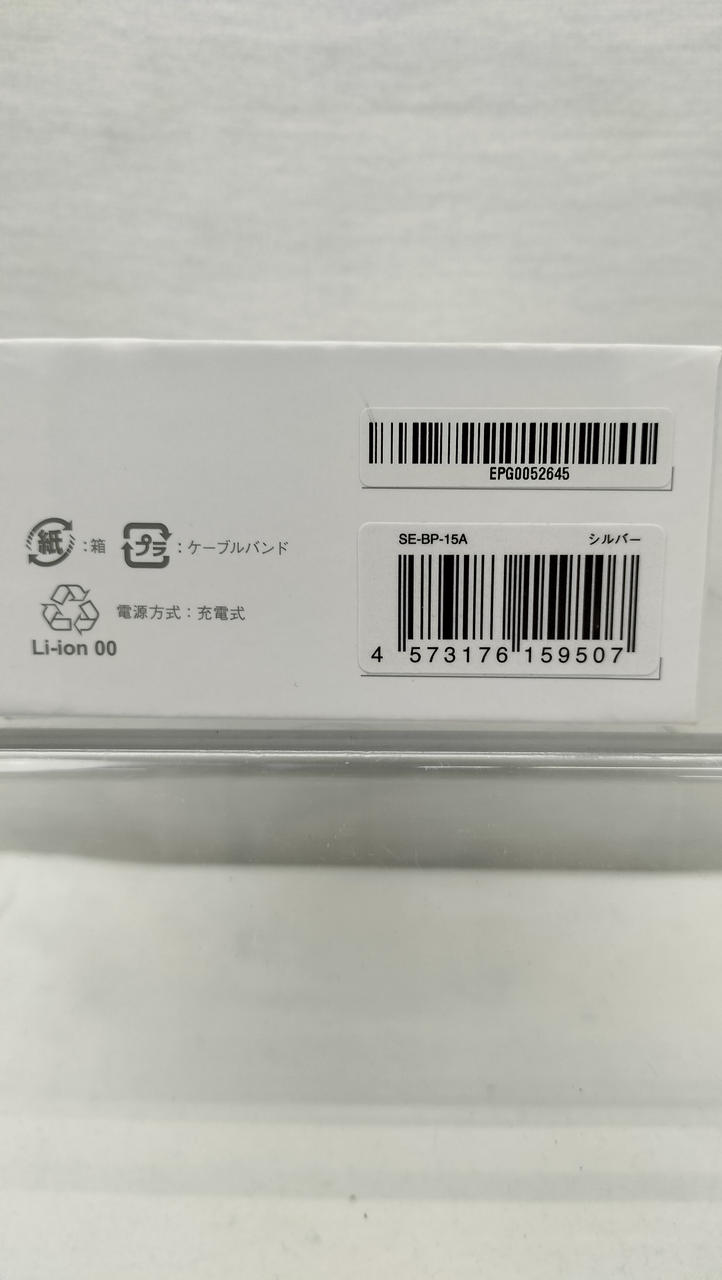 EPG0052645
SE-BP-15A シルバー
4 573176 159507
紙 :箱 プラ :ケーブルバンド
電源方式:充電式
Li-ion 00